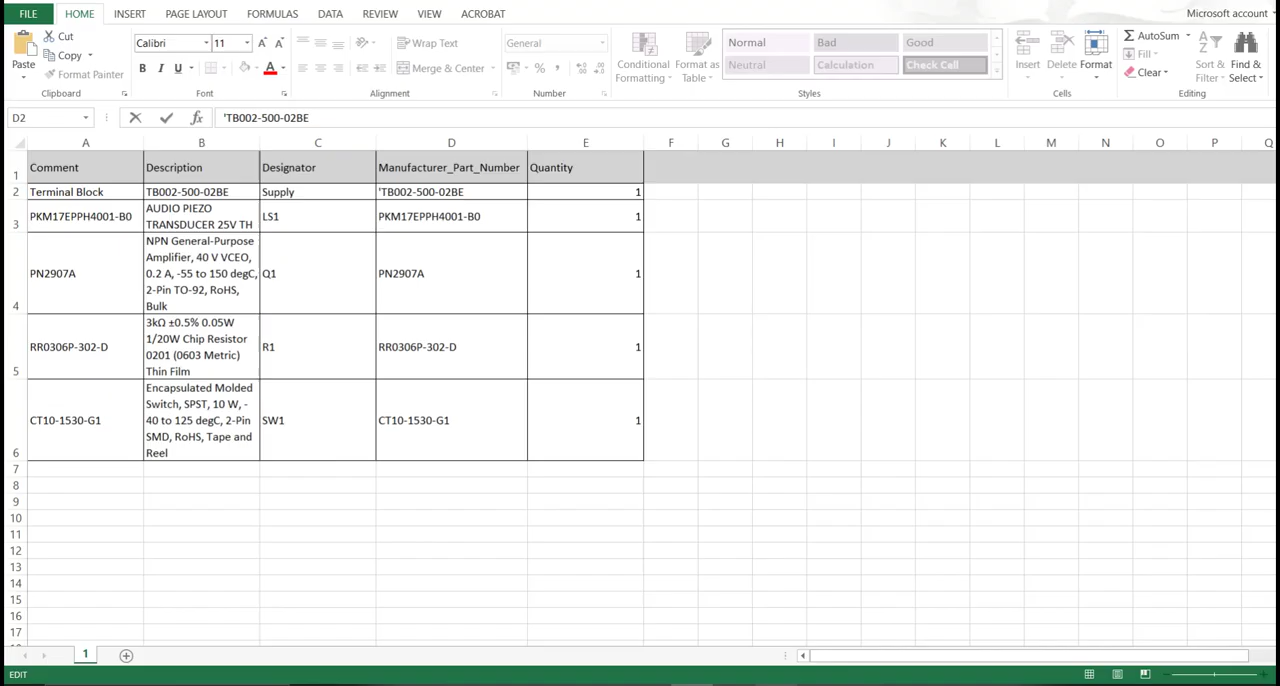 FILE HOME INSERT PAGE LAYOUT FORMULAS DATA REVIEW VIEW ACROBAT Microsoft account
Paste
Cut
Copy
Format Painter
Clipboard
Calibri 11
B I U
Font
Wrap Text
Merge & Center
Alignment
General
%
Number
Conditional
Formatting
Format as
Table
Normal Bad Good
Neutral Calculation Check Cell
Styles
Insert Delete Format
Cells
AutoSum
Fill
Clear
Sort &
Filter
Find &
Select
Editing
D2 fx 'TB002-500-02BE
A B C D E F G H I J K L M N O P Q
1 Comment Description Designator Manufacturer_Part_Number Quantity
2 Terminal Block TB002-500-02BE Supply 'TB002-500-02BE 1
3 PKM17EPPH4001-B0
AUDIO PIEZO
TRANSDUCER 25V TH
LS1 PKM17EPPH4001-B0 1
4 PN2907A
NPN General-Purpose
Amplifier, 40 V VCEO,
0.2 A, -55 to 150 degC,
2-Pin TO-92, RoHS,
Bulk
Q1 PN2907A 1
5 RR0306P-302-D
3kΩ ±0.5% 0.05W
1/20W Chip Resistor
0201 (0603 Metric)
Thin Film
R1 RR0306P-302-D 1
6 CT10-1530-G1
Encapsulated Molded
Switch, SPST, 10 W, -
40 to 125 degC, 2-Pin
SMD, RoHS, Tape and
Reel
SW1 CT10-1530-G1 1
7
8
9
10
11
12
13
14
15
16
17
1
EDIT